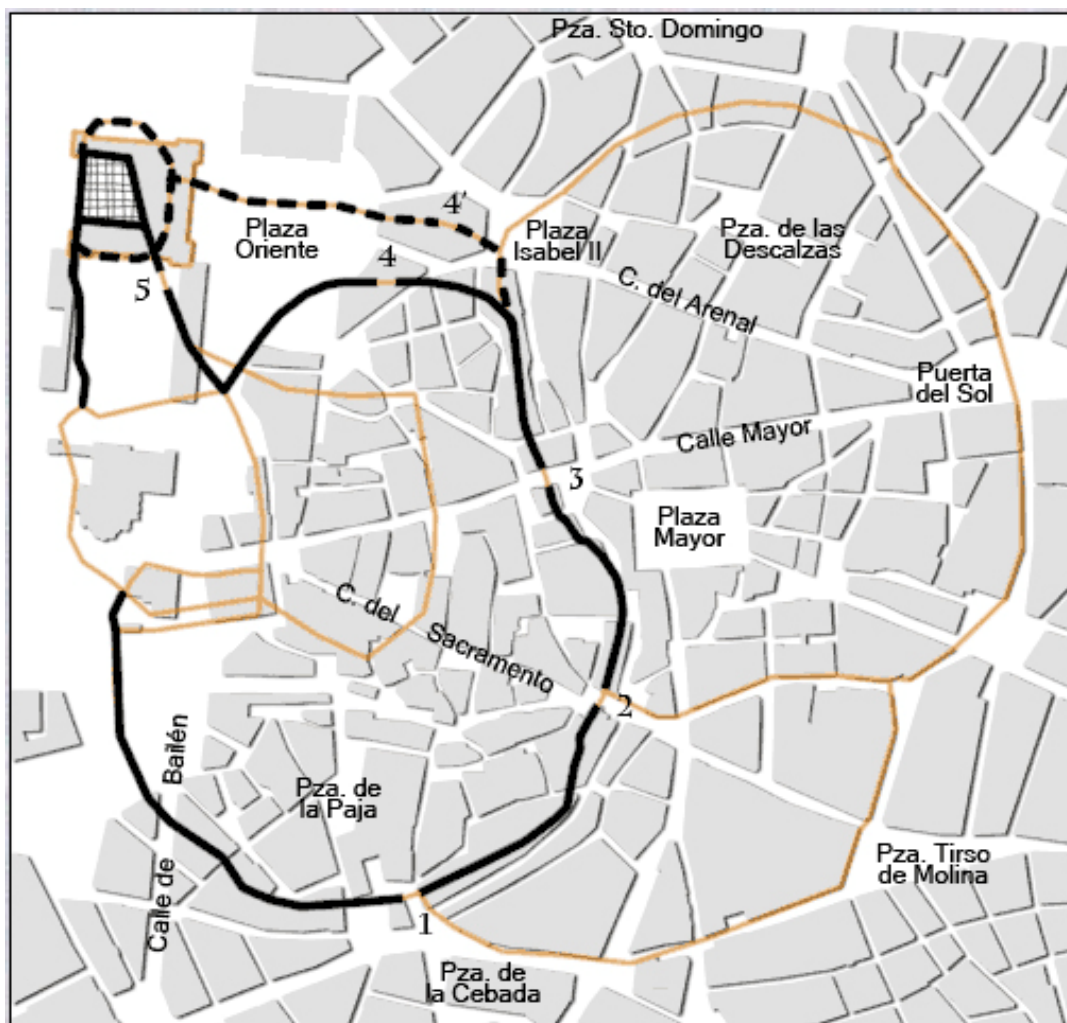 Pza. Sto. Domingo
4'
Plaza
Oriente
Plaza
Isabel II
Pza. de las
Descalzas
4
5
C. del Arenal
Puerta
del Sol
Calle Mayor
3
Plaza
Mayor
C. del Sacramento
2
Calle de Bailén
Pza. de
la Paja
Pza. Tirso
de Molina
1
Pza. de
la Cebada